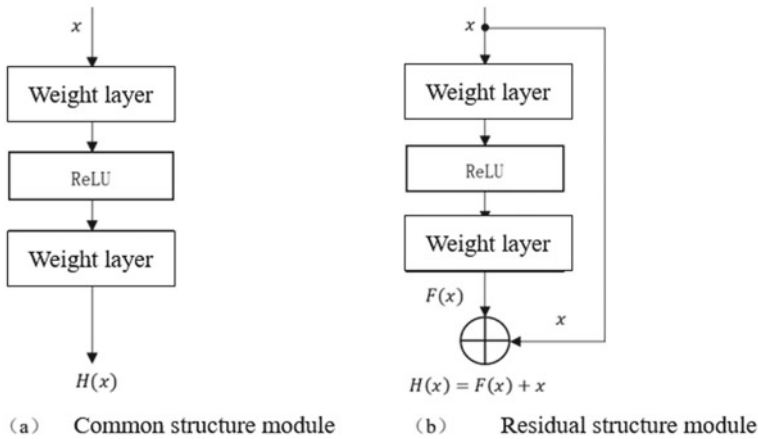 x
Weight layer
ReLU
Weight layer
H(x)
（a） Common structure module
x
Weight layer
ReLU
Weight layer
F(x)
x
H(x) = F(x) + x
（b） Residual structure module